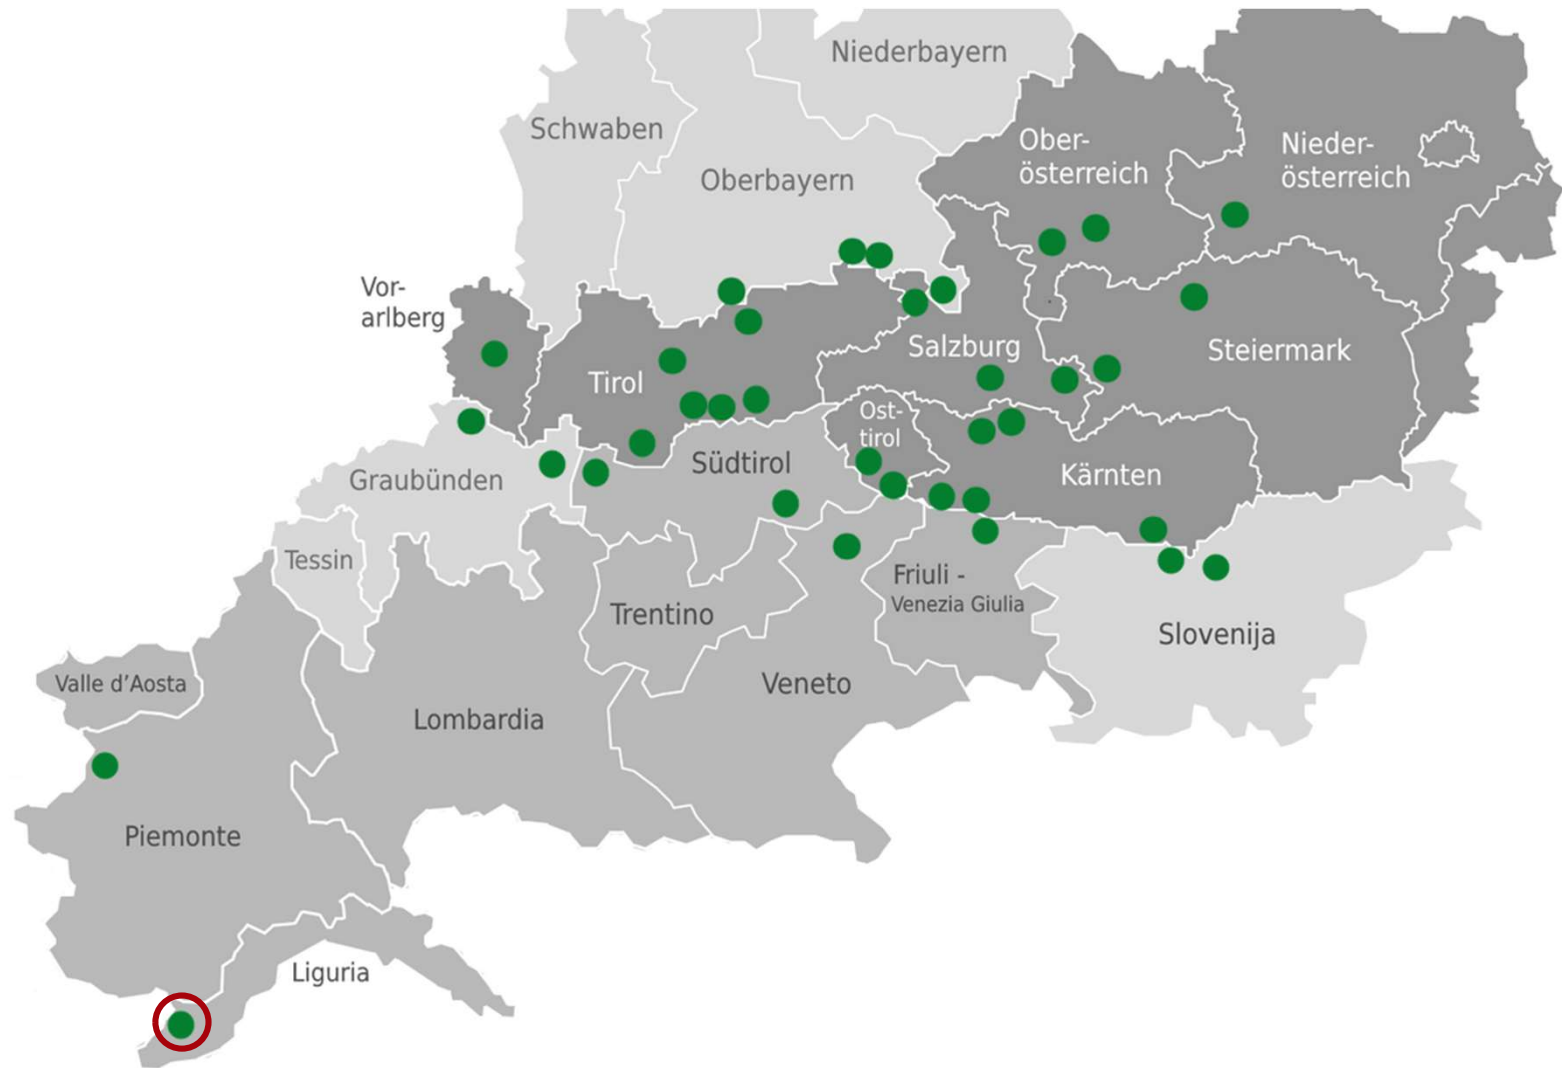 Niederbayern
Schwaben
Ober-
österreich
Nieder-
österreich
Oberbayern
Vor-
arlberg
Salzburg
Steiermark
Tirol
Ost-
tirol
Südtirol
Kärnten
Graubünden
Tessin
Friuli -
Venezia Giulia
Trentino
Slovenija
Valle d’Aosta
Veneto
Lombardia
Piemonte
Liguria